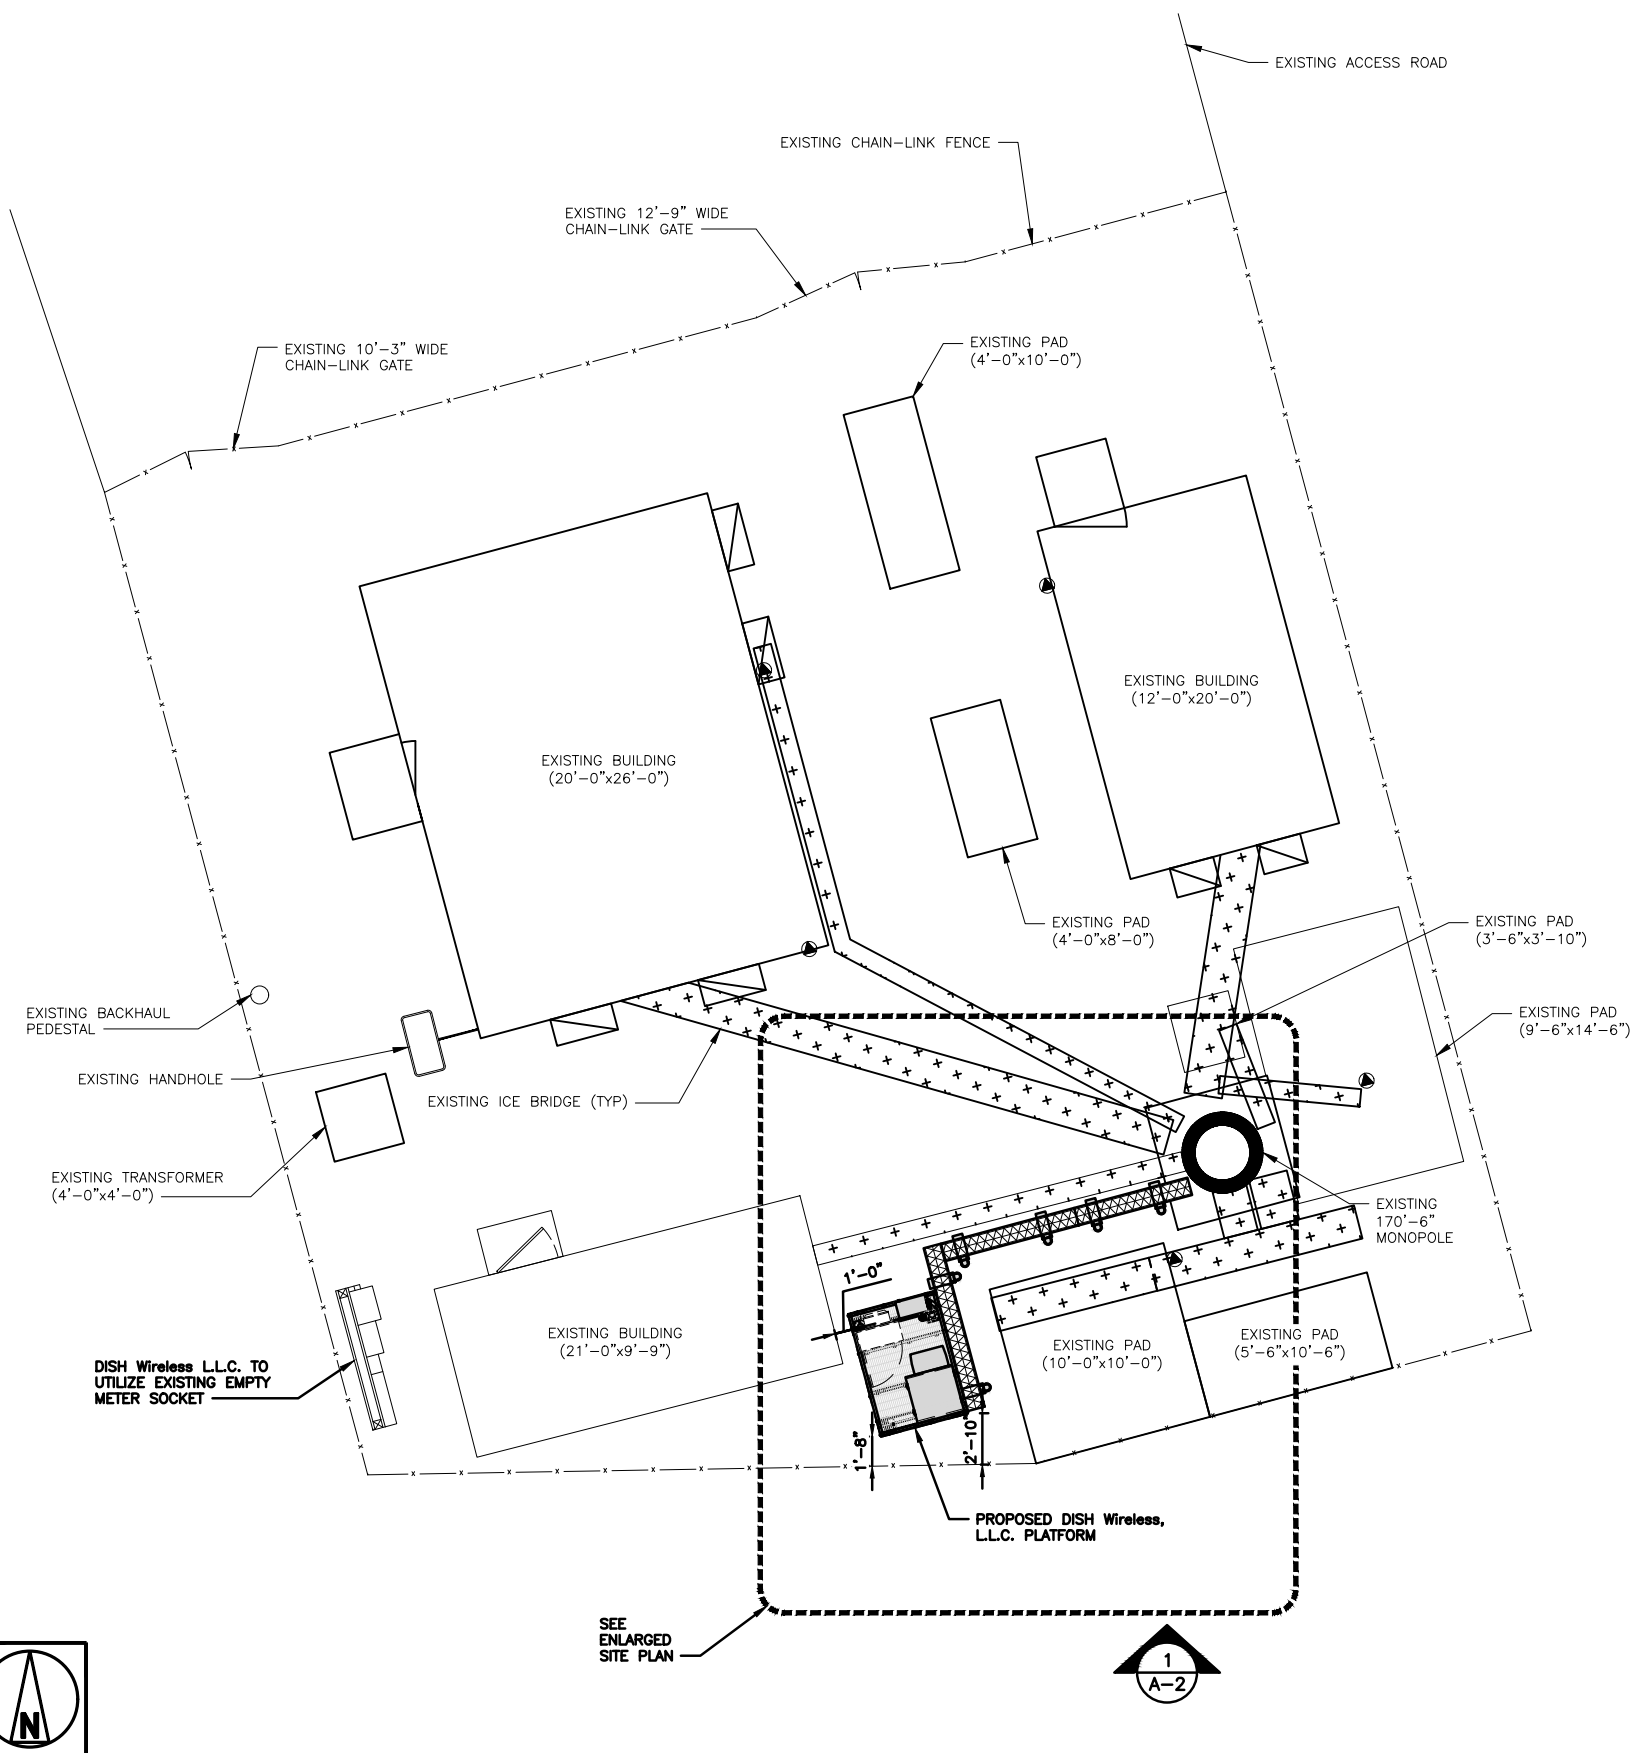 EXISTING ACCESS ROAD
EXISTING CHAIN-LINK FENCE
EXISTING 12'-9" WIDE
CHAIN-LINK GATE
EXISTING 10'-3" WIDE
CHAIN-LINK GATE
EXISTING PAD
(4'-0"x10'-0")
EXISTING BUILDING
(12'-0"x20'-0")
EXISTING BUILDING
(20'-0"x26'-0")
EXISTING PAD
(4'-0"x8'-0")
EXISTING PAD
(3'-6"x3'-10")
EXISTING PAD
(9'-6"x14'-6")
EXISTING BACKHAUL
PEDESTAL
EXISTING HANDHOLE
EXISTING ICE BRIDGE (TYP)
EXISTING TRANSFORMER
(4'-0"x4'-0")
EXISTING
170'-6"
MONOPOLE
1'-0"
EXISTING BUILDING
(21'-0"x9'-9")
EXISTING PAD
(10'-0"x10'-0")
EXISTING PAD
(5'-6"x10'-6")
DISH Wireless L.L.C. TO
UTILIZE EXISTING EMPTY
METER SOCKET
1'-8"
2'-10"
PROPOSED DISH Wireless,
L.L.C. PLATFORM
SEE
ENLARGED
SITE PLAN
1
A-2
N